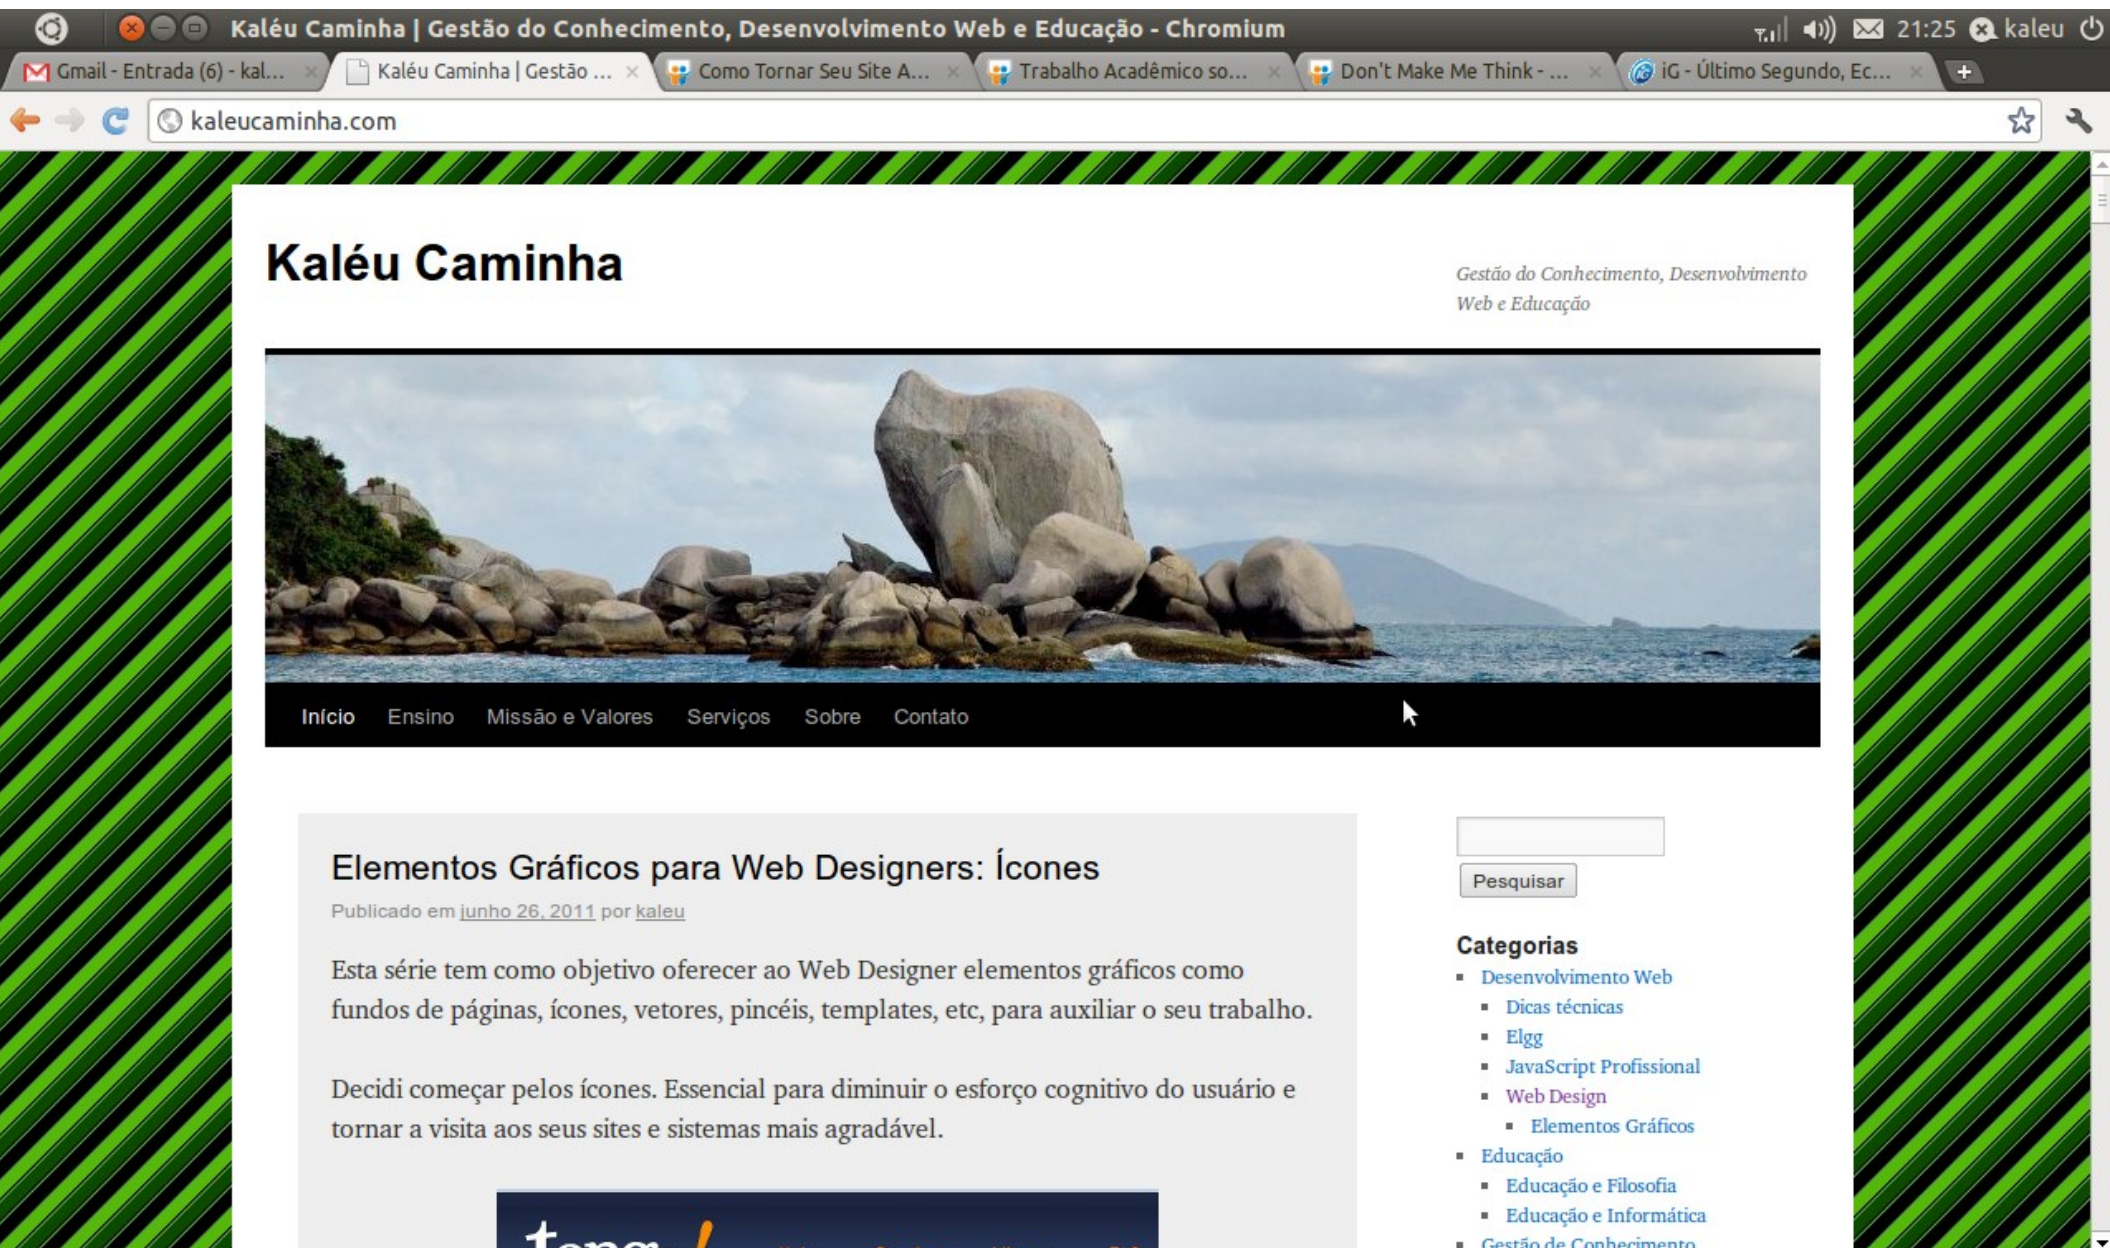 Kaléu Caminha | Gestão do Conhecimento, Desenvolvimento Web e Educação - Chromium
21:25 kaleu
Gmail - Entrada (6) - kal...
Kaléu Caminha | Gestão ...
Como Tornar Seu Site A...
Trabalho Acadêmico so...
Don't Make Me Think - ...
iG - Último Segundo, Ec...
kaleucaminha.com
Kaléu Caminha
Gestão do Conhecimento, Desenvolvimento
Web e Educação
Início Ensino Missão e Valores Serviços Sobre Contato
Elementos Gráficos para Web Designers: Ícones
Publicado em junho 26, 2011 por kaleu
Esta série tem como objetivo oferecer ao Web Designer elementos gráficos como
fundos de páginas, ícones, vetores, pincéis, templates, etc, para auxiliar o seu trabalho.
Decidi começar pelos ícones. Essencial para diminuir o esforço cognitivo do usuário e
tornar a visita aos seus sites e sistemas mais agradável.
Pesquisar
Categorias
Desenvolvimento Web
Dicas técnicas
Elgg
JavaScript Profissional
Web Design
Elementos Gráficos
Educação
Educação e Filosofia
Educação e Informática
Gestão de Conhecimento